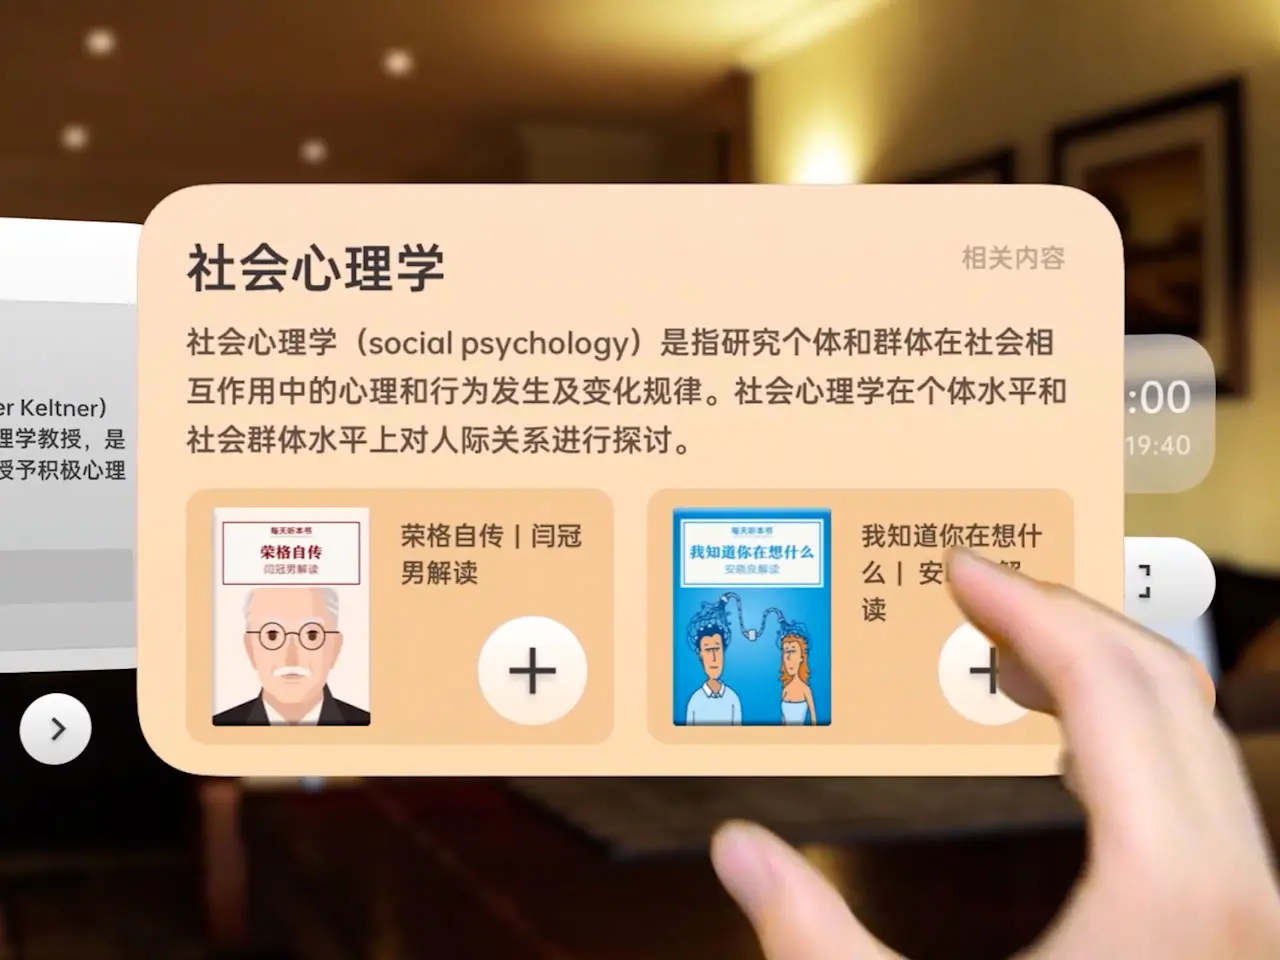 社会心理学
相关内容
社会心理学（social psychology）是指研究个体和群体在社会相
互作用中的心理和行为发生及变化规律。社会心理学在个体水平和
社会群体水平上对人际关系进行探讨。
er Keltner）
理学教授，是
授予积极心理
:00
19:40
每天听本书
荣格自传
闫冠男解读
荣格自传 | 闫冠
男解读
每天听本书
我知道你在想什么
安晓良解读
我知道你在想什
么 | 安
读